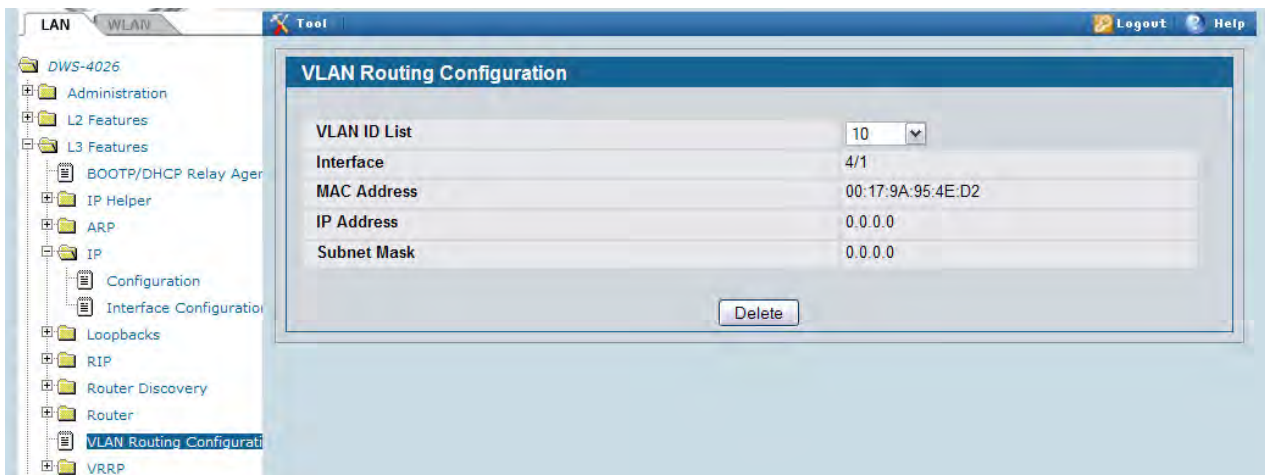 LAN WLAN Tool Logout Help
DWS-4026
Administration
L2 Features
L3 Features
BOOTP/DHCP Relay Agen
IP Helper
ARP
IP
Configuration
Interface Configuration
Loopbacks
RIP
Router Discovery
Router
VLAN Routing Configurati
VRRP
VLAN Routing Configuration
VLAN ID List 10
Interface 4/1
MAC Address 00:17:9A:95:4E:D2
IP Address 0.0.0.0
Subnet Mask 0.0.0.0
Delete